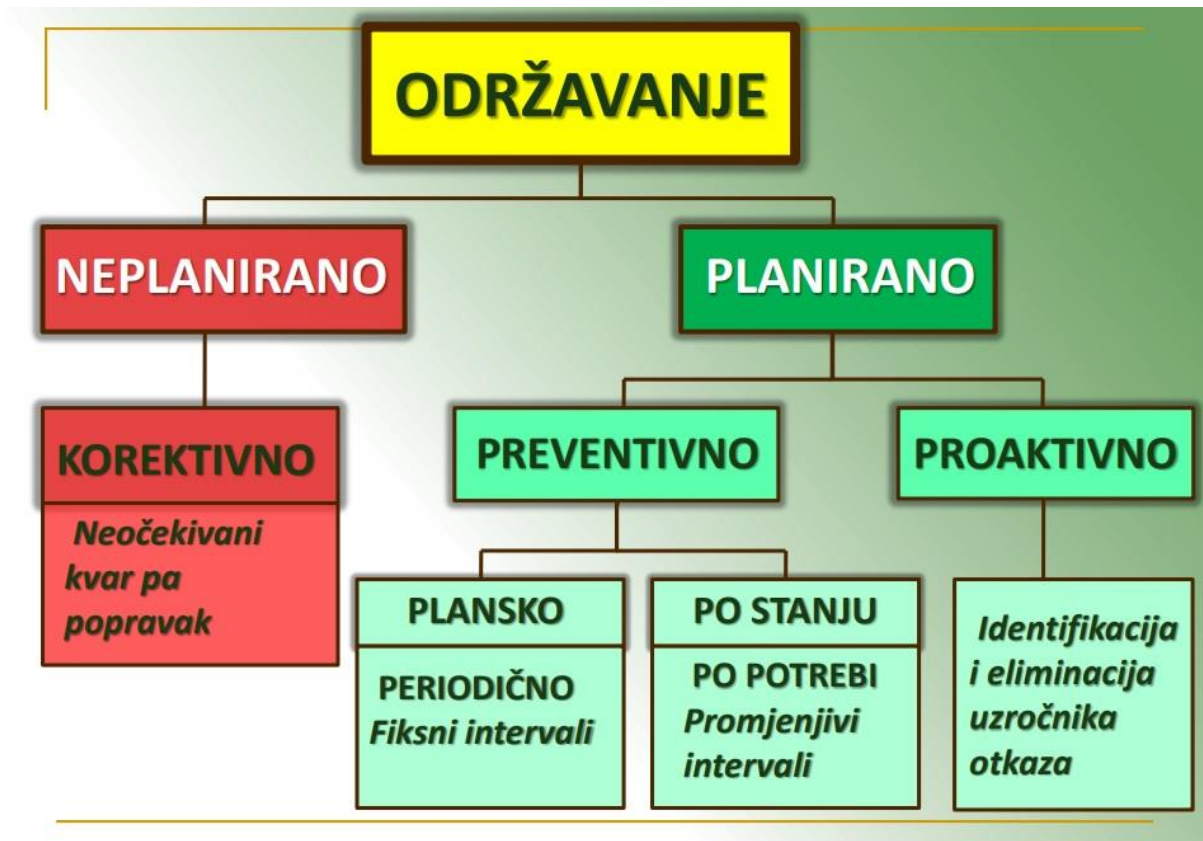 ODRŽAVANJE
NEPLANIRANO
PLANIRANO
KOREKTIVNO
Neočekivani
kvar pa
popravak
PREVENTIVNO
PROAKTIVNO
PLANSKO
PERIODIČNO
Fiksni intervali
PO STANJU
PO POTREBI
Promjenjivi
intervali
Identifikacija
i eliminacija
uzročnika
otkaza